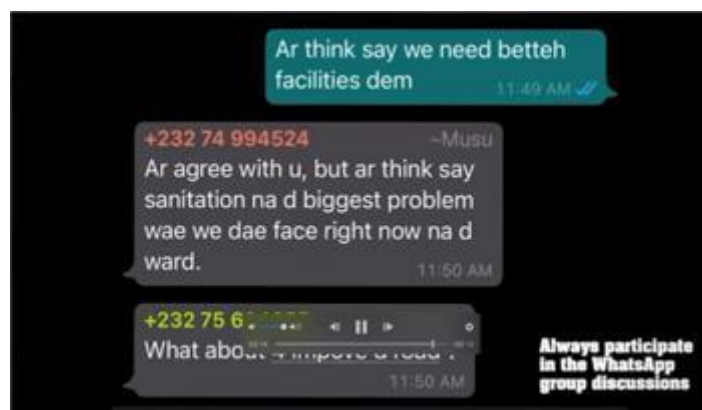 Ar think say we need betteh
facilities dem
11:49 AM
+232 74 994524 ~Musu
Ar agree with u, but ar think say
sanitation na d biggest problem
wae we dae face right now na d
ward.
11:50 AM
+232 75 6
What about
11:50 AM
Always participate
in the WhatsApp
group discussions